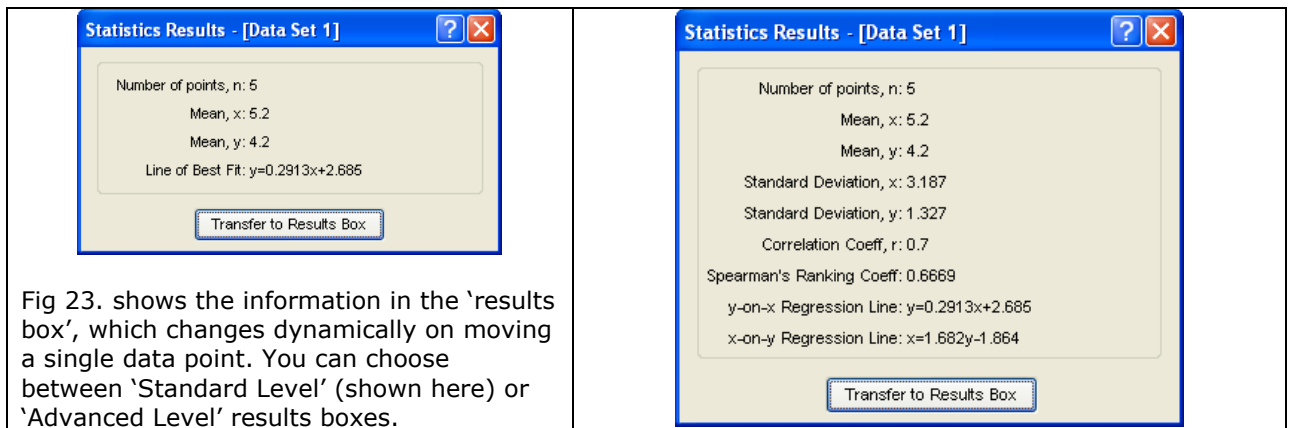 Statistics Results - [Data Set 1]
Number of points, n: 5
Mean, x: 5.2
Mean, y: 4.2
Line of Best Fit: y=0.2913x+2.685
Transfer to Results Box
Fig 23. shows the information in the ‘results
box’, which changes dynamically on moving
a single data point. You can choose
between ‘Standard Level’ (shown here) or
‘Advanced Level’ results boxes.
Statistics Results - [Data Set 1]
Number of points, n: 5
Mean, x: 5.2
Mean, y: 4.2
Standard Deviation, x: 3.187
Standard Deviation, y: 1.327
Correlation Coeff, r: 0.7
Spearman's Ranking Coeff: 0.6669
y-on-x Regression Line: y=0.2913x+2.685
x-on-y Regression Line: x=1.682y-1.864
Transfer to Results Box